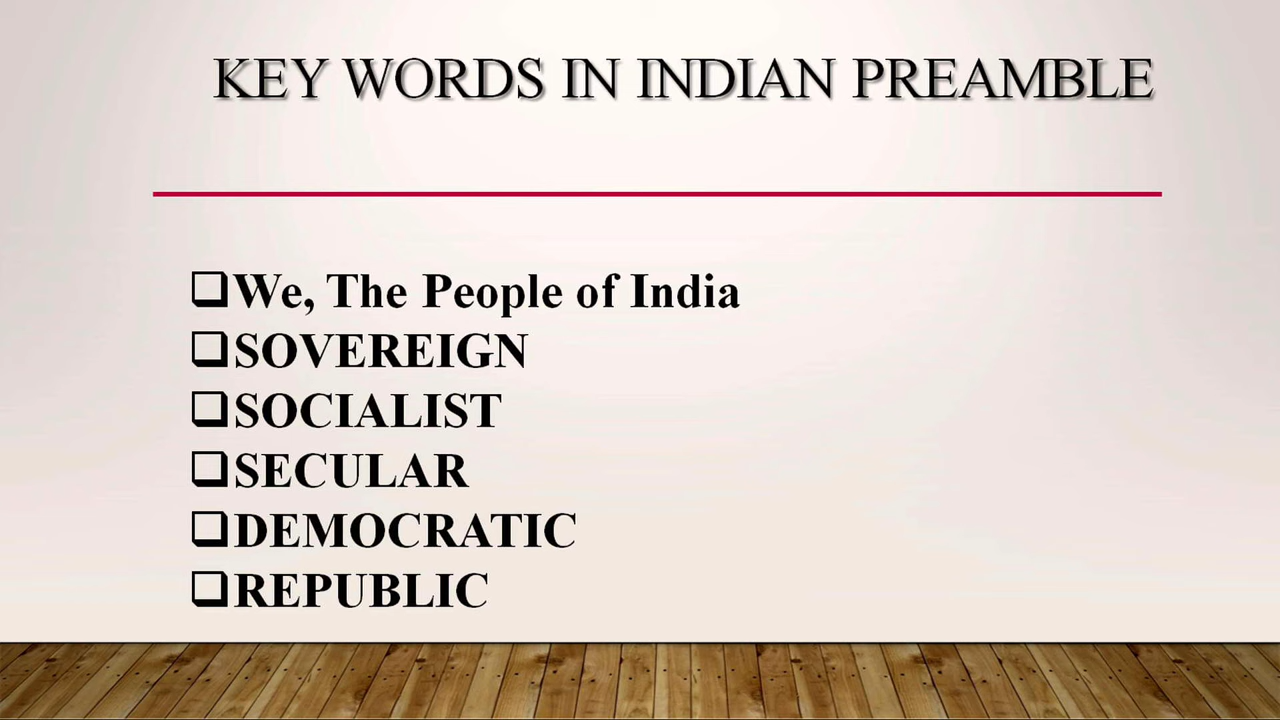 KEY WORDS IN INDIAN PREAMBLE
❑We, The People of India
❑SOVEREIGN
❑SOCIALIST
❑SECULAR
❑DEMOCRATIC
❑REPUBLIC